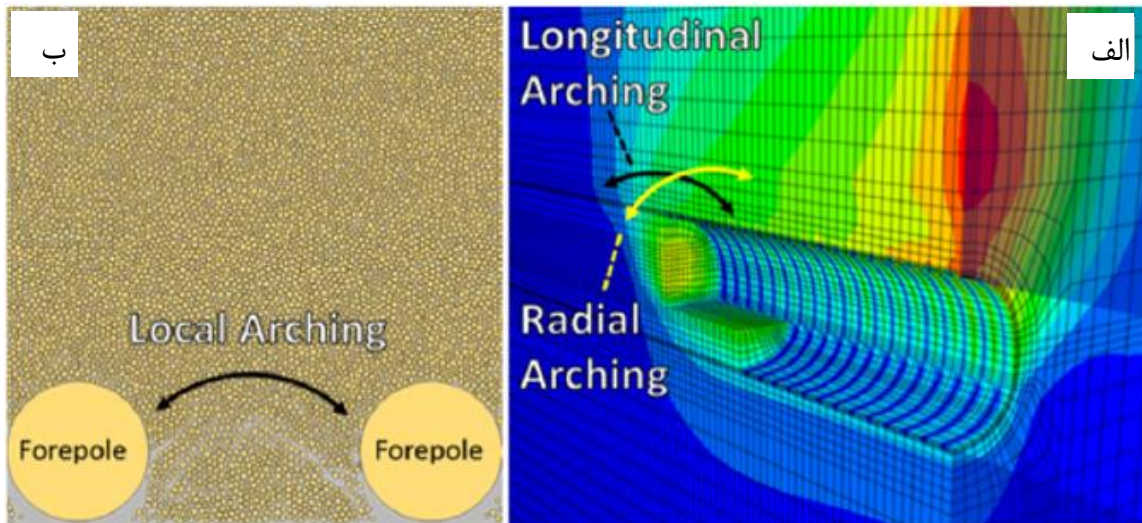 ب
Local Arching
Forepole
Forepole
الف
Longitudinal
Arching
Radial
Arching